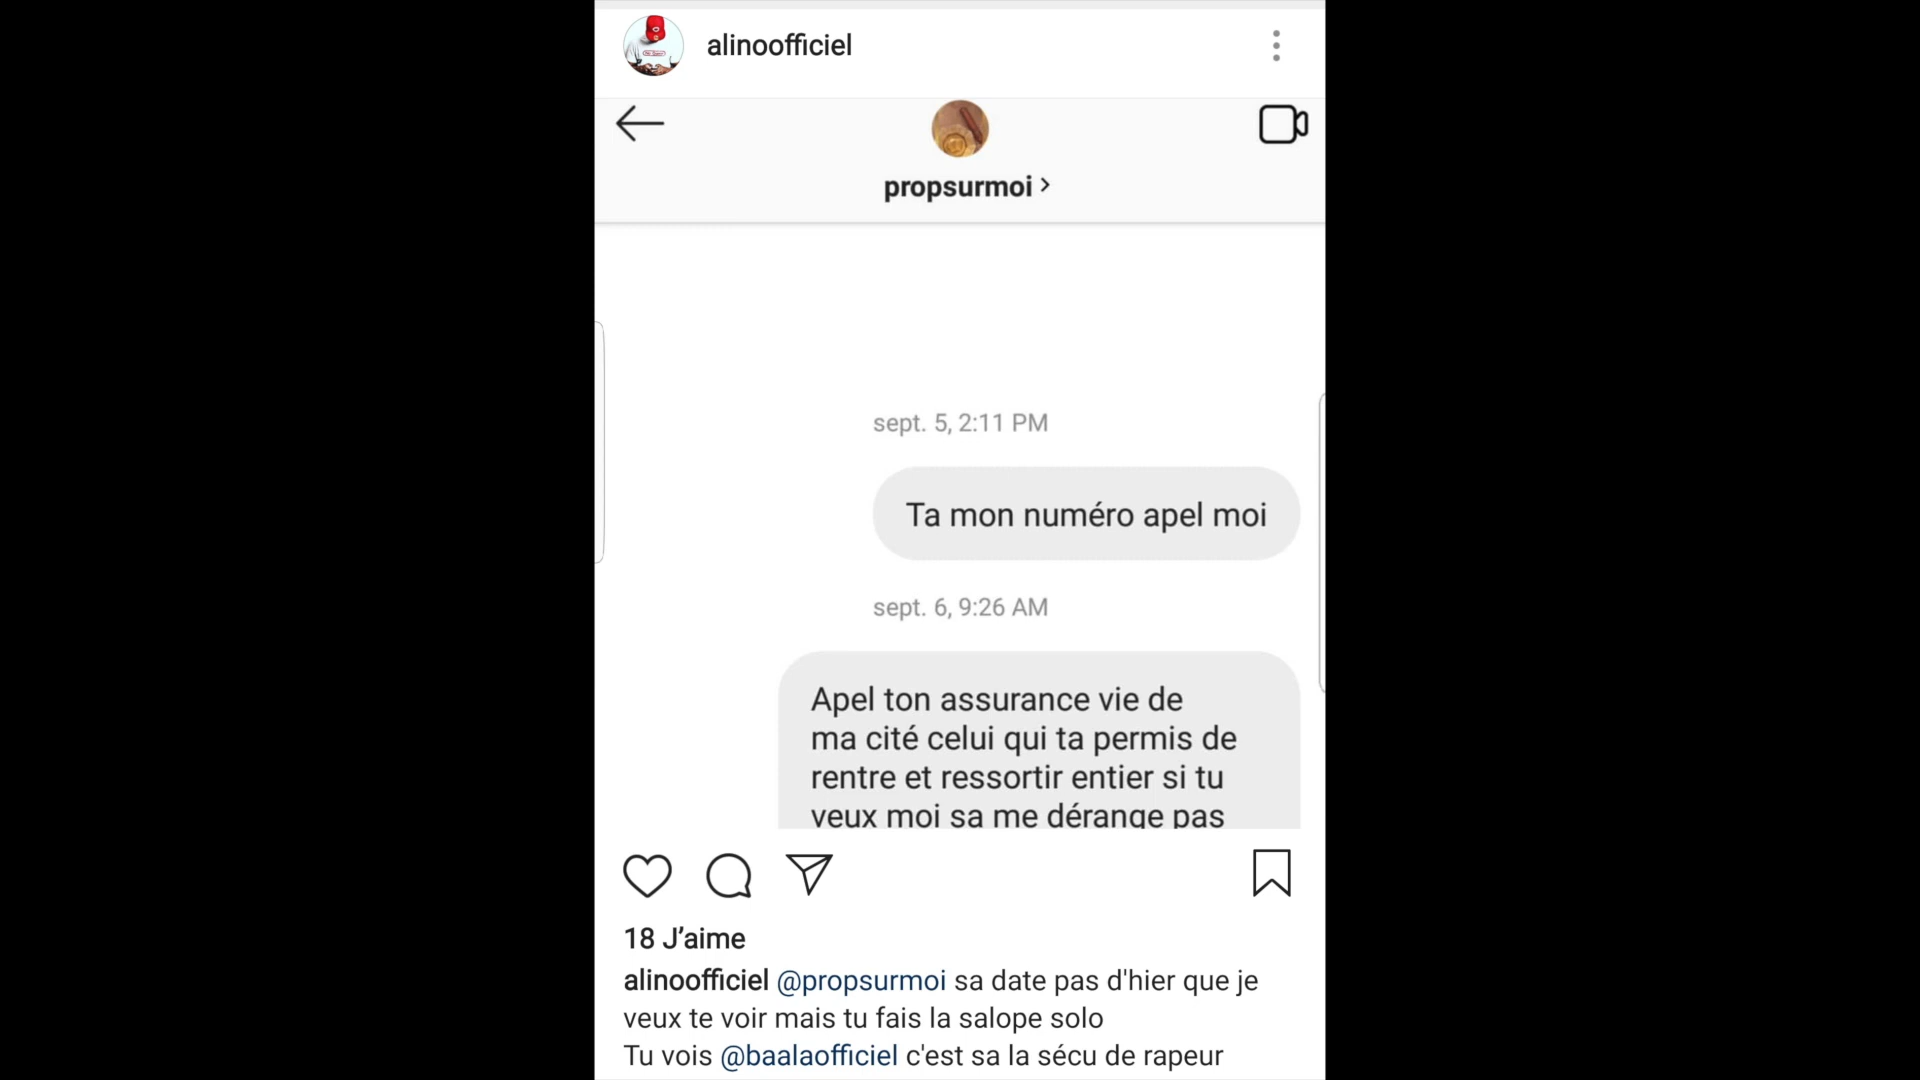 alinoofficiel
propsurmoi >
sept. 5, 2:11 PM
Ta mon numéro apel moi
sept. 6, 9:26 AM
Apel ton assurance vie de
ma cité celui qui ta permis de
rentre et ressortir entier si tu
veux moi sa me dérange pas
18 J’aime
alinoofficiel @propsurmoi sa date pas d'hier que je
veux te voir mais tu fais la salope solo
Tu vois @baalaofficiel c'est sa la sécu de rapeur